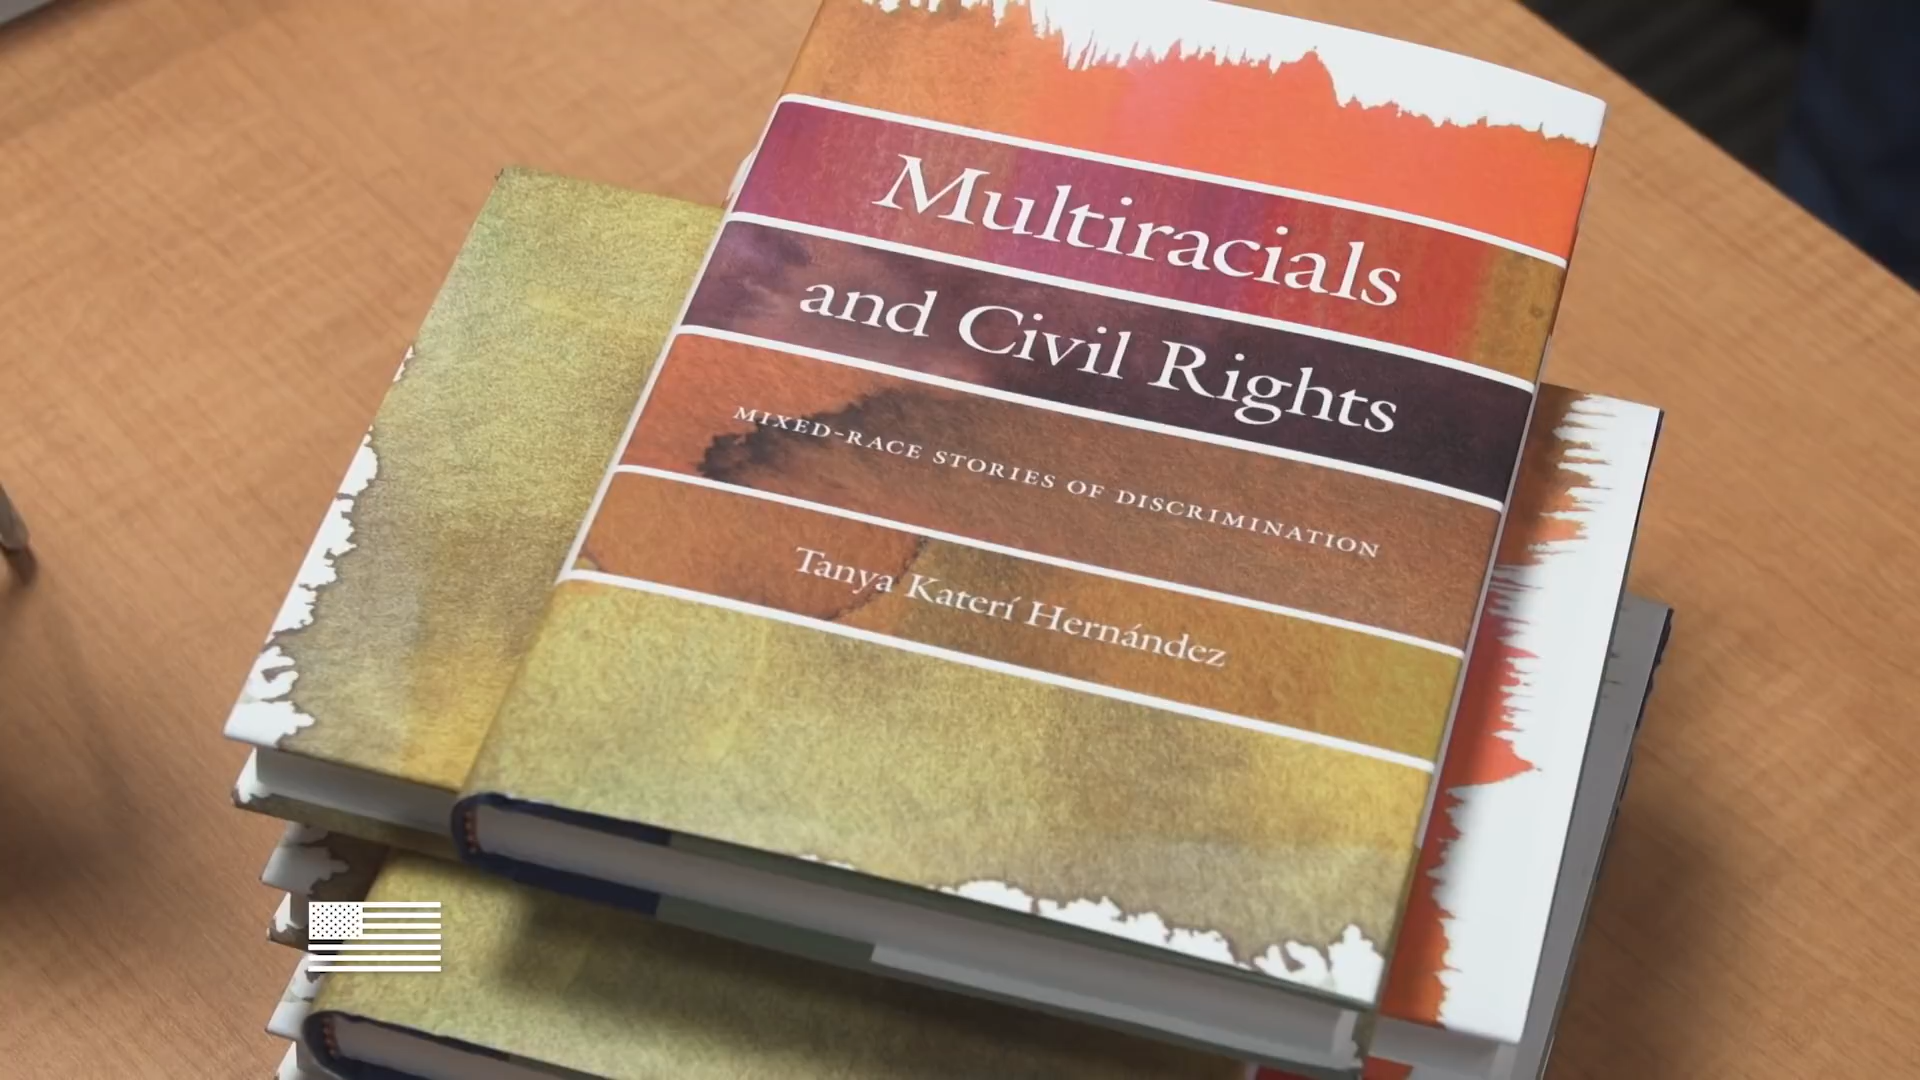 Multiracials
and Civil Rights
MIXED-RACE STORIES OF DISCRIMINATION
Tanya Katerí Hernández